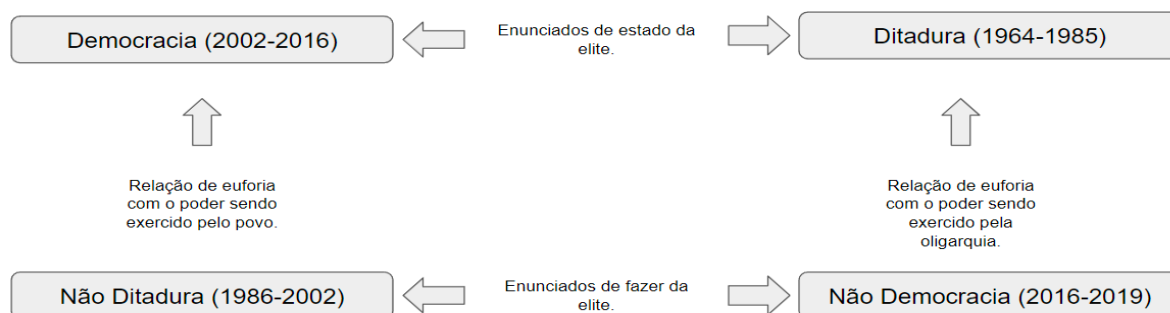 Democracia (2002-2016)
Enunciados de estado da
elite.
Ditadura (1964-1985)
Relação de euforia
com o poder sendo
exercido pelo povo.
Relação de euforia
com o poder sendo
exercido pela
oligarquia.
Não Ditadura (1986-2002)
Enunciados de fazer da
elite.
Não Democracia (2016-2019)